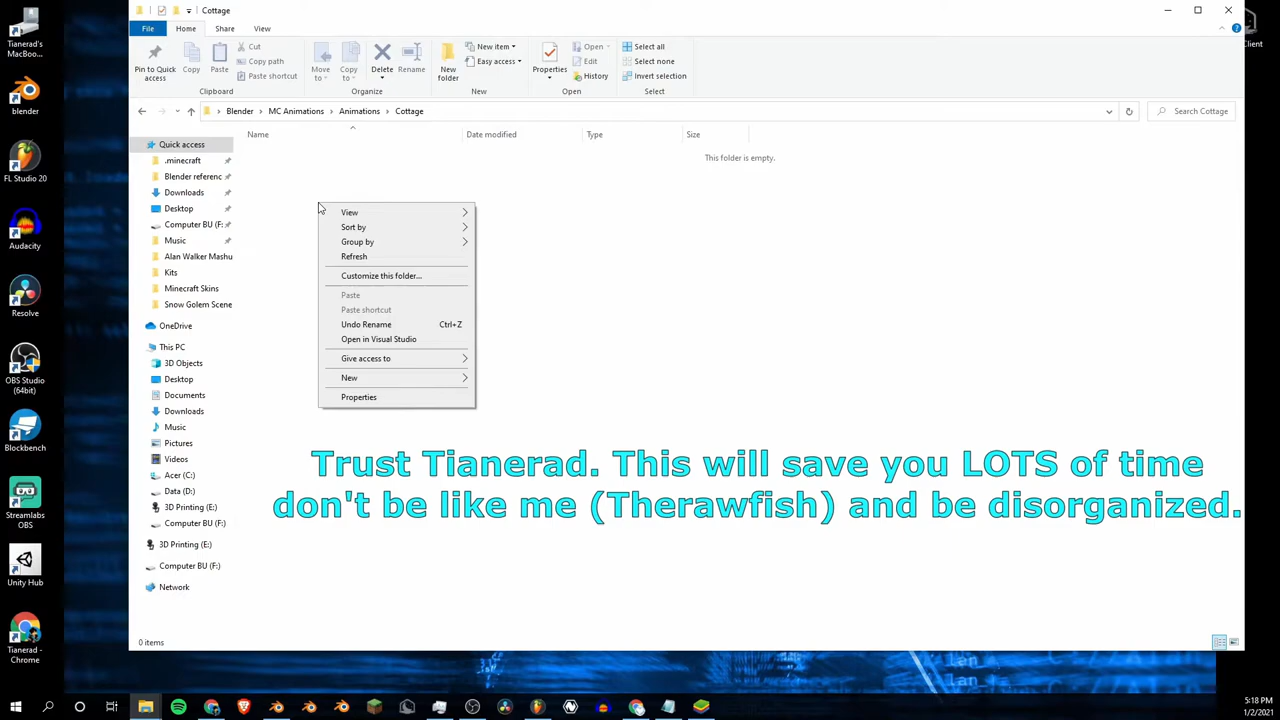 Cottage
File
Home
Share
View
Pin to Quick access
Copy
Paste
Cut
Copy path
Paste shortcut
Clipboard
Move to
Copy to
Delete
Rename
Organize
New folder
New item
Easy access
New
Properties
Open
Edit
History
Open
Select all
Select none
Invert selection
Select
Blender > MC Animations > Animations > Cottage
Search Cottage
Name
Date modified
Type
Size
This folder is empty.
Quick access
.minecraft
Blender referenc
Downloads
Desktop
Computer BU (F:
Music
Alan Walker Mashu
Kits
Minecraft Skins
Snow Golem Scene
OneDrive
This PC
3D Objects
Desktop
Documents
Downloads
Music
Pictures
Videos
Acer (C:)
Data (D:)
3D Printing (E:)
Computer BU (F:)
3D Printing (E:)
Computer BU (F:)
Network
0 items
View
Sort by
Group by
Refresh
Customize this folder...
Paste
Paste shortcut
Undo Rename Ctrl+Z
Open in Visual Studio
Give access to
New
Properties
Trust Tianerad. This will save you LOTS of time
don't be like me (Therawfish) and be disorganized.
Tianerad's
MacBoo...
blender
FL Studio 20
Audacity
Resolve
OBS Studio
(64bit)
Blockbench
Streamlabs
OBS
Unity Hub
Tianerad -
Chrome
5:18 PM
1/2/2021